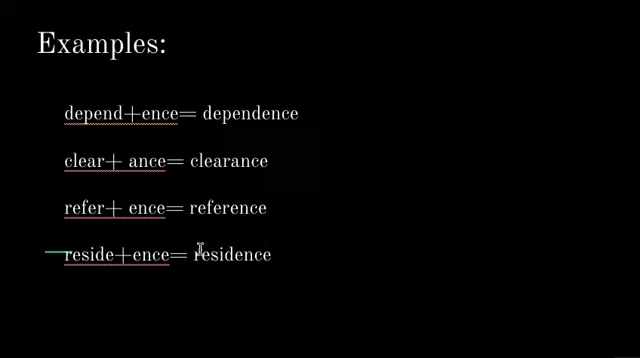 Examples:
depend+ence= dependence
clear+ ance= clearance
refer+ ence= reference
reside+ence= residence